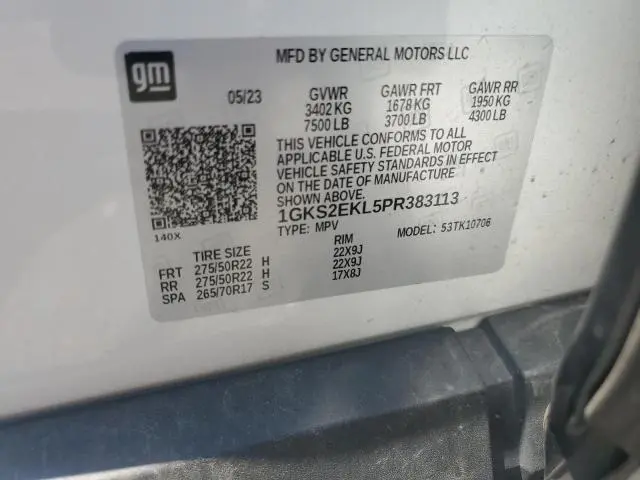 gm
MFD BY GENERAL MOTORS LLC
05/23 GVWR GAWR FRT GAWR RR
3402 KG 1678 KG 1950 KG
7500 LB 3700 LB 4300 LB
THIS VEHICLE CONFORMS TO ALL
APPLICABLE U.S. FEDERAL MOTOR
VEHICLE SAFETY STANDARDS IN EFFECT
ON THE DATE OF MANUFACTURE
1GKS2EKL5PR383113
140X
TYPE: MPV MODEL: 53TK10706
TIRE SIZE RIM
FRT 275/50R22 H 22X9J
RR 275/50R22 H 22X9J
SPA 265/70R17 S 17X8J